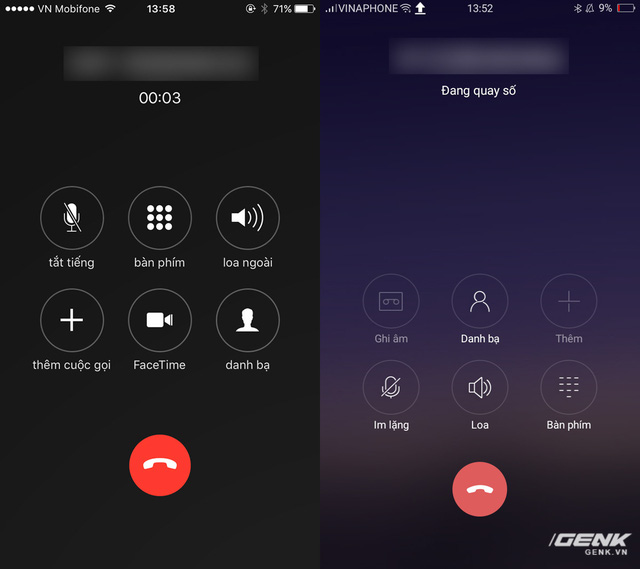 VN Mobifone 13:58 71%
00:03
tắt tiếng bàn phím loa ngoài
thêm cuộc gọi FaceTime danh bạ
VINAPHONE 13:52 9%
Đang quay số
Ghi âm Danh bạ Thêm
Im lặng Loa Bàn phím
GENK
GENK.VN